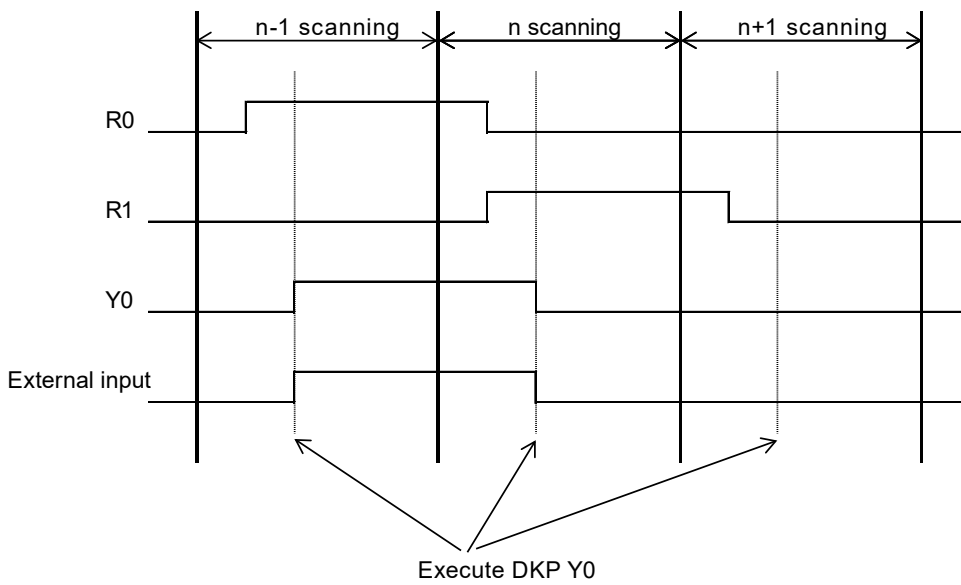 n-1 scanning
n scanning
n+1 scanning
R0
R1
Y0
External input
Execute DKP Y0